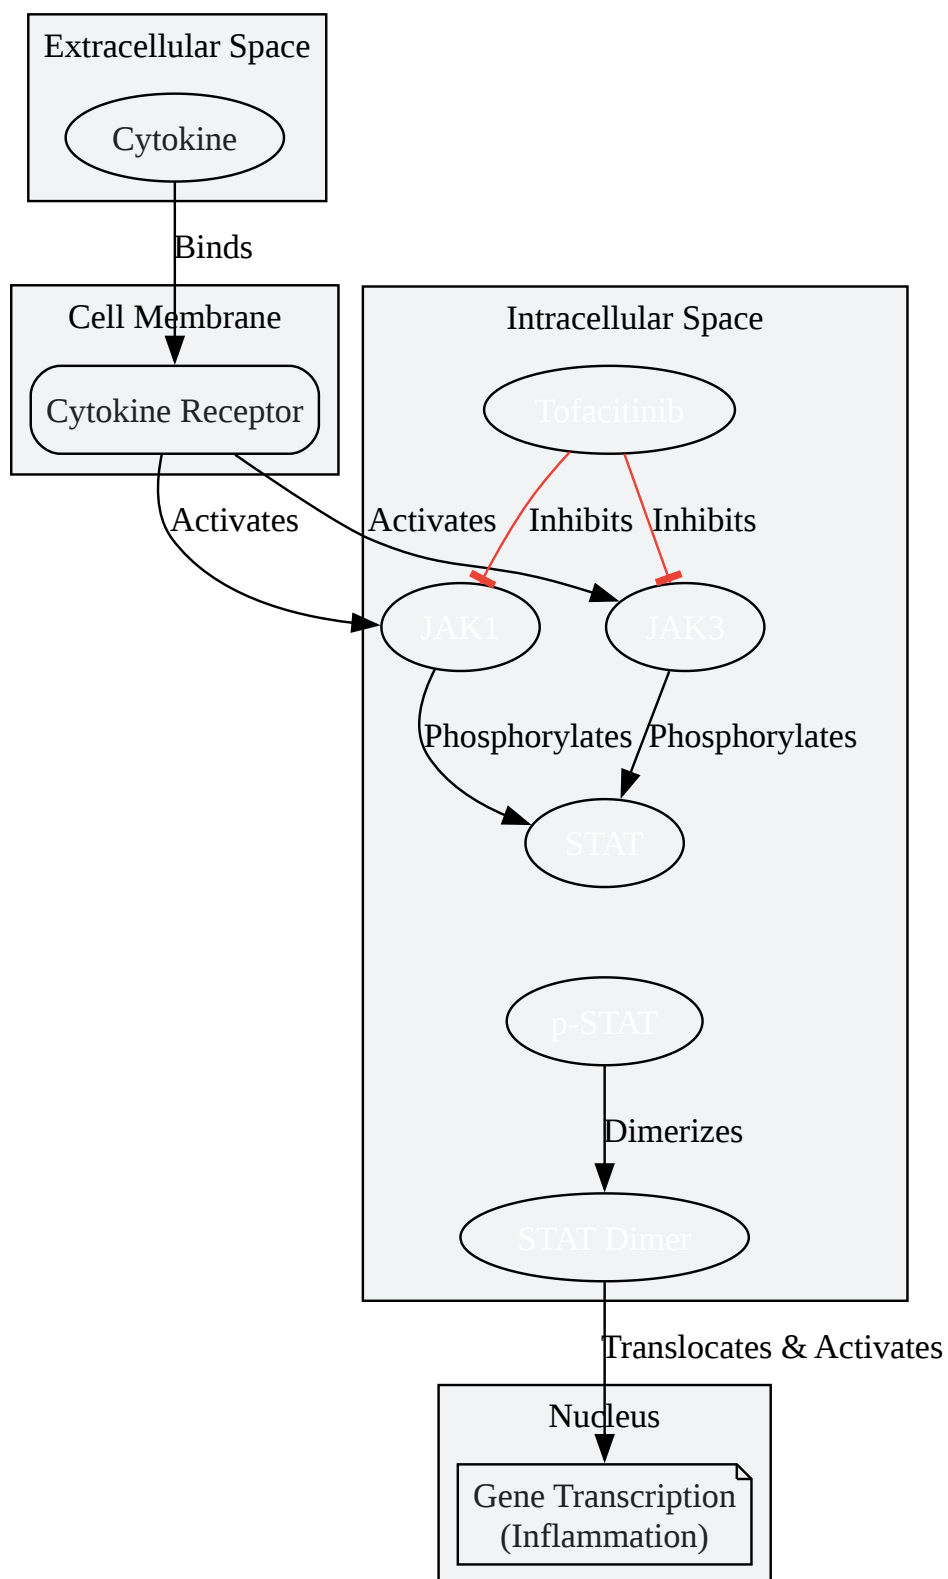 Extracellular Space
Cytokine
Binds
Cell Membrane
Intracellular Space
Cytokine Receptor
Tofacitinib
Activates
Activates
Inhibits
Inhibits
JAK1
JAK3
Phosphorylates
Phosphorylates
STAT
p-STAT
Dimerizes
STAT Dimer
Translocates & Activates
Nucleus
Gene Transcription
(Inflammation)